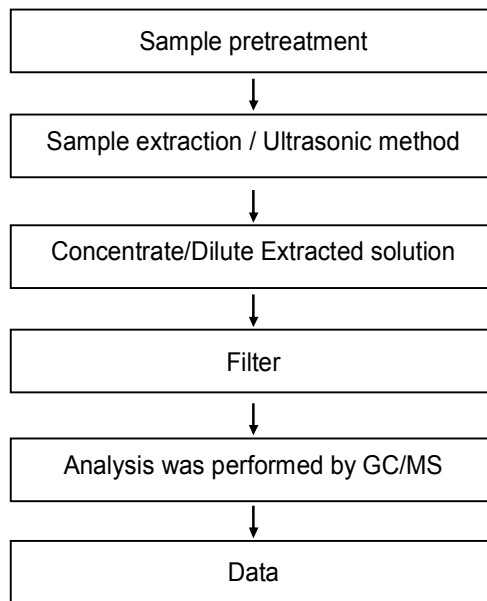 Sample pretreatment
Sample extraction / Ultrasonic method
Concentrate/Dilute Extracted solution
Filter
Analysis was performed by GC/MS
Data